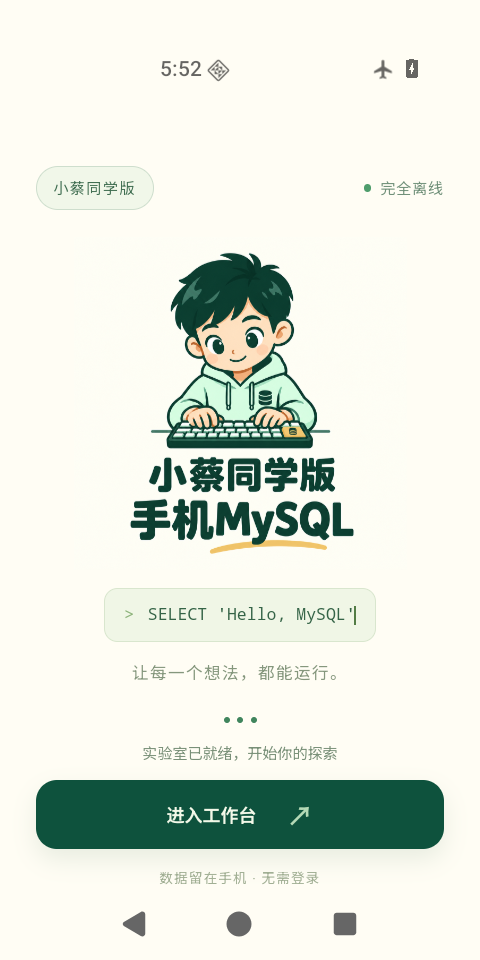 5:52
小蔡同学版
完全离线
小蔡同学版
手机MySQL
> SELECT 'Hello, MySQL'
让每一个想法，都能运行。
实验室已就绪，开始你的探索
进入工作台 ↗
数据留在手机 · 无需登录